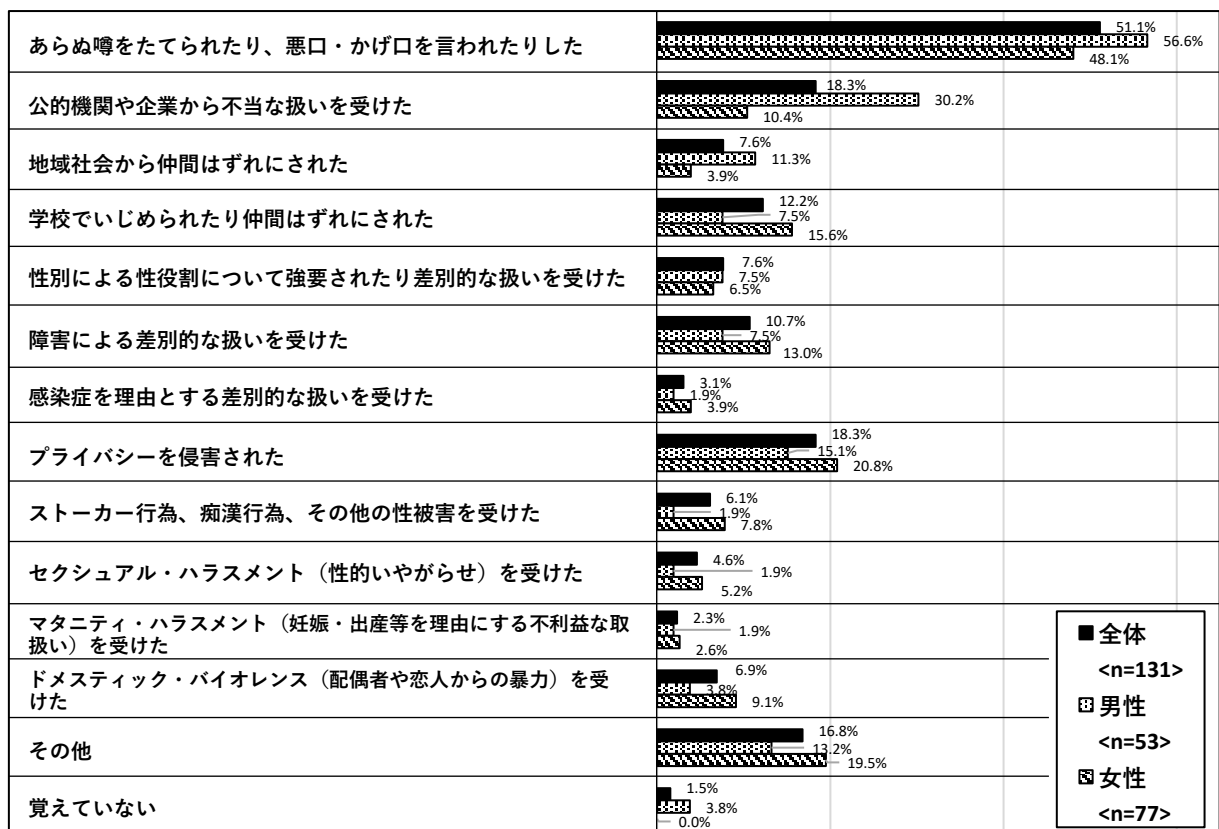 あらぬ噂をたてられたり、悪口・かげ口を言われたりした
51.1%
56.6%
48.1%
公的機関や企業から不当な扱いを受けた
18.3%
30.2%
10.4%
地域社会から仲間はずれにされた
7.6%
11.3%
3.9%
学校でいじめられたり仲間はずれにされた
12.2%
7.5%
15.6%
性別による性役割について強要されたり差別的な扱いを受けた
7.6%
7.5%
6.5%
障害による差別的な扱いを受けた
10.7%
7.5%
13.0%
感染症を理由とする差別的な扱いを受けた
3.1%
1.9%
3.9%
プライバシーを侵害された
18.3%
15.1%
20.8%
ストーカー行為、痴漢行為、その他の性被害を受けた
6.1%
1.9%
7.8%
セクシュアル・ハラスメント（性的いやがらせ）を受けた
4.6%
1.9%
5.2%
マタニティ・ハラスメント（妊娠・出産等を理由にする不利益な取
扱い）を受けた
2.3%
1.9%
2.6%
ドメスティック・バイオレンス（配偶者や恋人からの暴力）を受
けた
6.9%
3.8%
9.1%
その他
16.8%
13.2%
19.5%
覚えていない
1.5%
3.8%
0.0%
全体
<n=131>
男性
<n=53>
女性
<n=77>